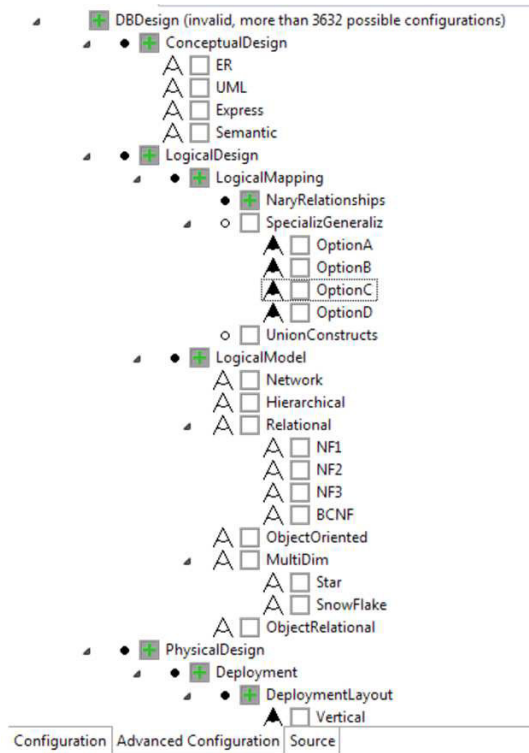 DBDesign (invalid, more than 3632 possible configurations)
ConceptualDesign
ER
UML
Express
Semantic
LogicalDesign
LogicalMapping
NaryRelationships
SpecializGeneraliz
OptionA
OptionB
OptionC
OptionD
UnionConstructs
LogicalModel
Network
Hierarchical
Relational
NF1
NF2
NF3
BCNF
ObjectOriented
MultiDim
Star
SnowFlake
ObjectRelational
PhysicalDesign
Deployment
DeploymentLayout
Vertical
Configuration Advanced Configuration Source